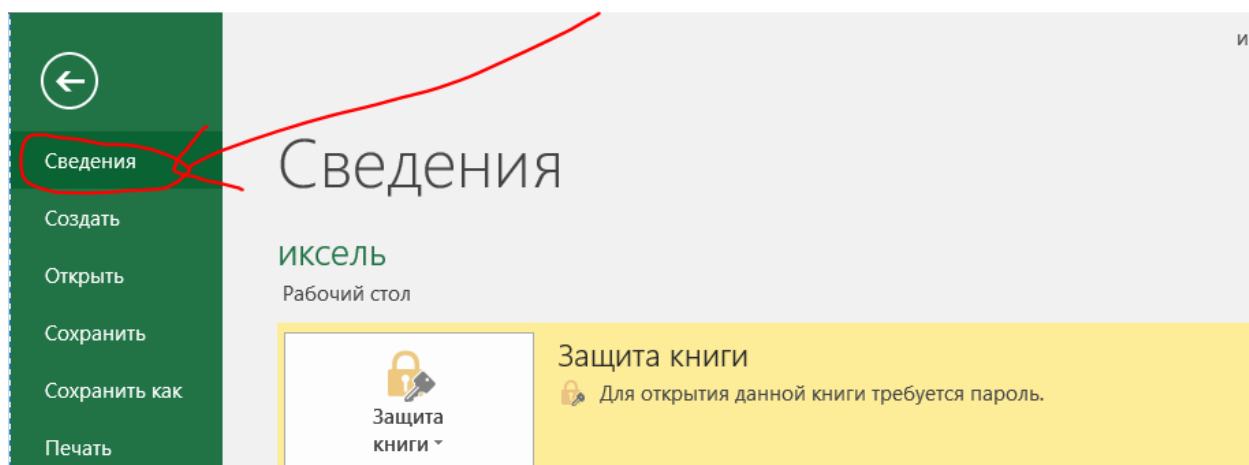 и
Сведения
Создать
Открыть
Сохранить
Сохранить как
Печать
Сведения
иксель
Рабочий стол
Защита
книги
Защита книги
Для открытия данной книги требуется пароль.